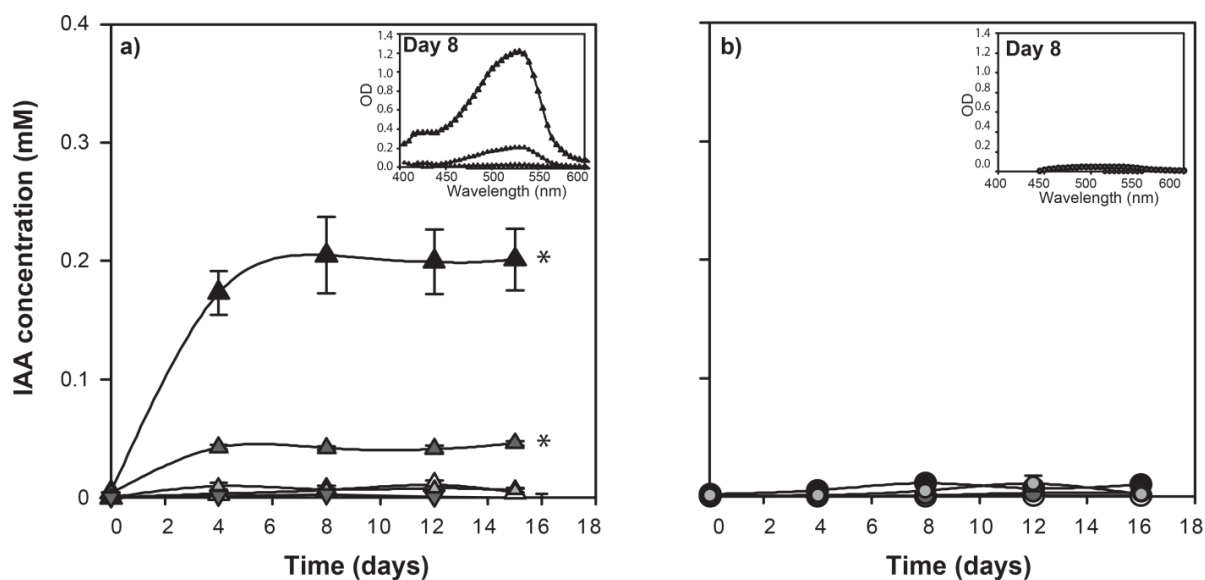 0.4
0.3
0.2
0.1
0
IAA concentration (mM)
a)
Day 8
1.4
1.2
1.0
0.8
0.6
0.4
0.2
0.0
OD
400 450 500 550 600
Wavelength (nm)
*
*
0 2 4 6 8 10 12 14 16 18
Time (days)
b)
Day 8
1.4
1.2
1.0
0.8
0.6
0.4
0.2
0.0
OD
400 450 500 550 600
Wavelength (nm)
0 2 4 6 8 10 12 14 16 18
Time (days)